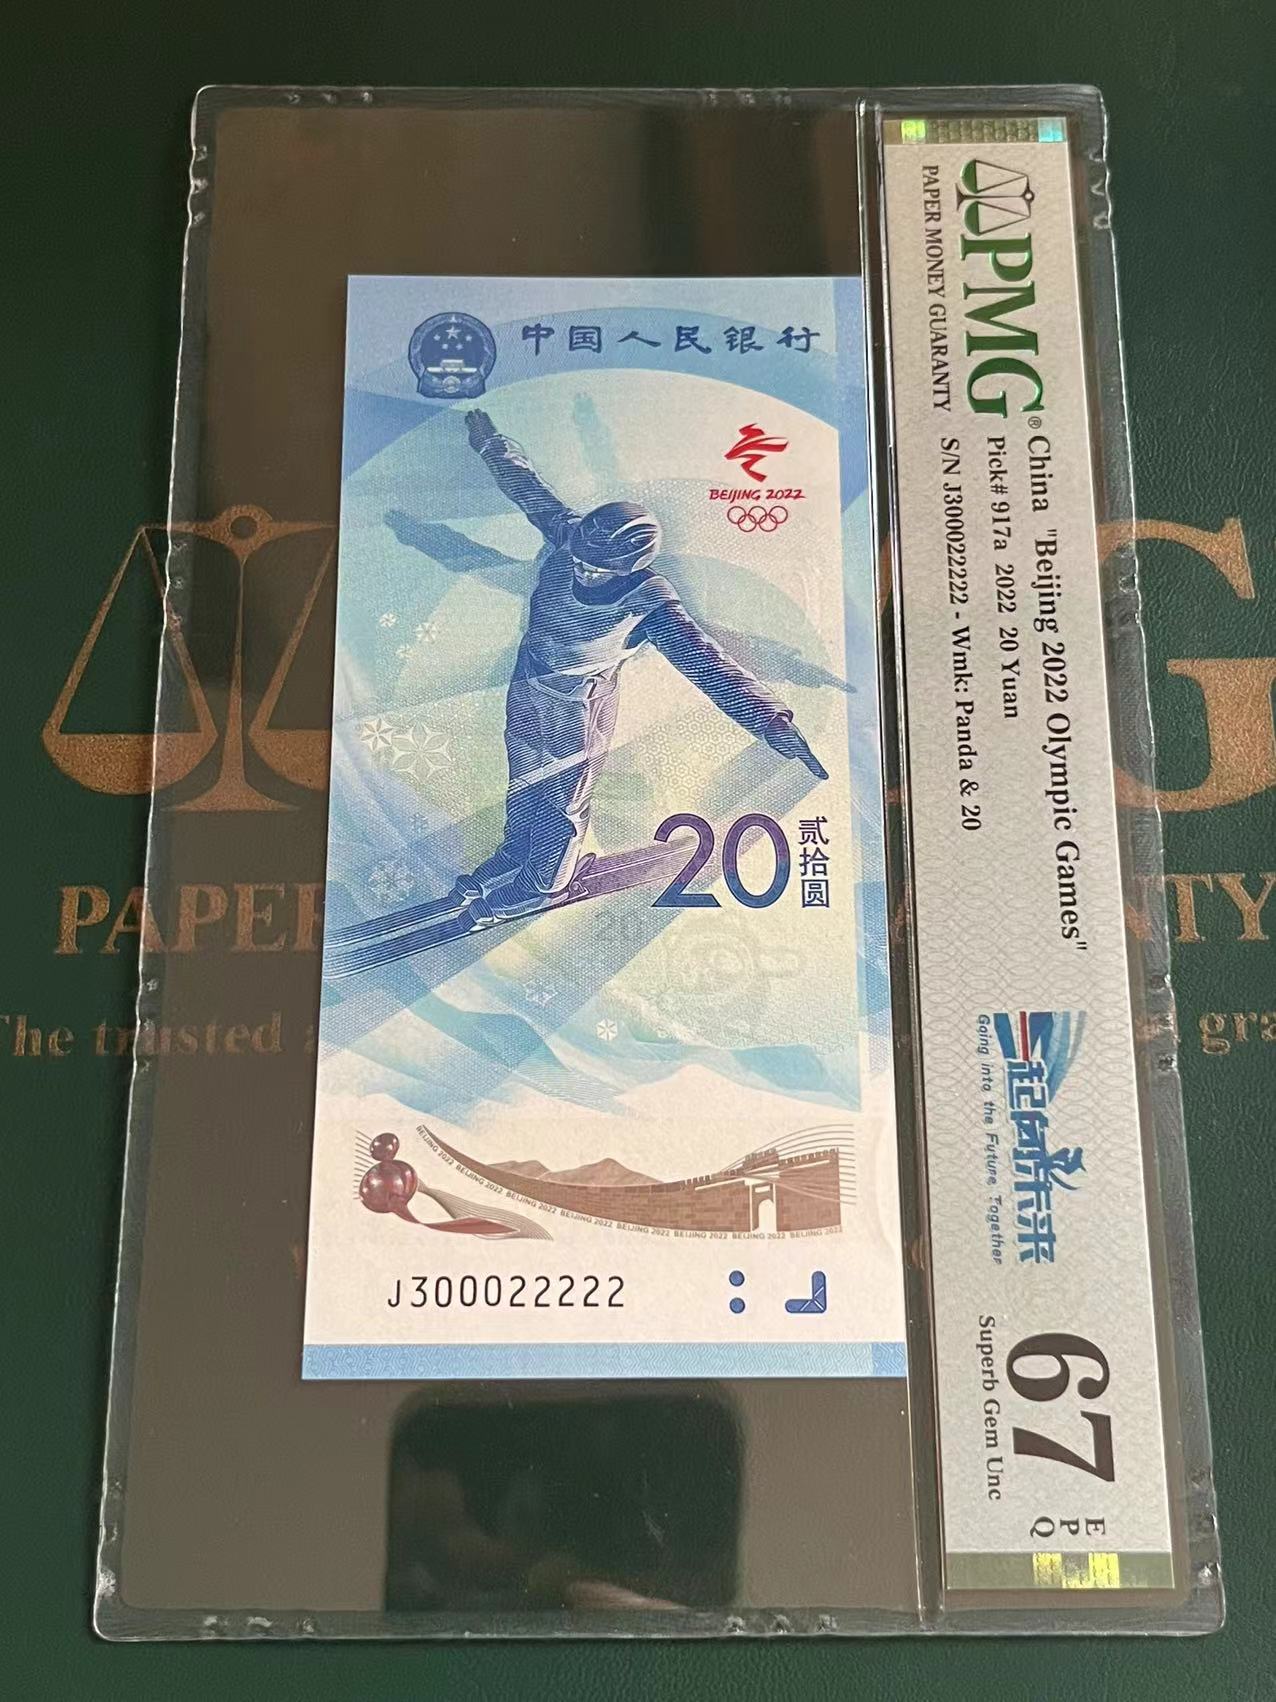 中国人民银行
BEIJING 2022
20
贰拾圆
BEIJING 2022 BEIJING 2022 BEIJING 2022 BEIJING 2022 BEIJING 2022 BEIJING 2022 BEIJING 2022 BEIJING 2022
J300022222
PMG®
PAPER MONEY GUARANTY
China "Beijing 2022 Olympic Games"
Pick# 917a 2022 20 Yuan
S/N J300022222 - Wmk: Panda & 20
一起向未来
Going into the Future, Together
67
EPQ
Superb Gem Unc
G
PAPER
NTY
The trusted
gra